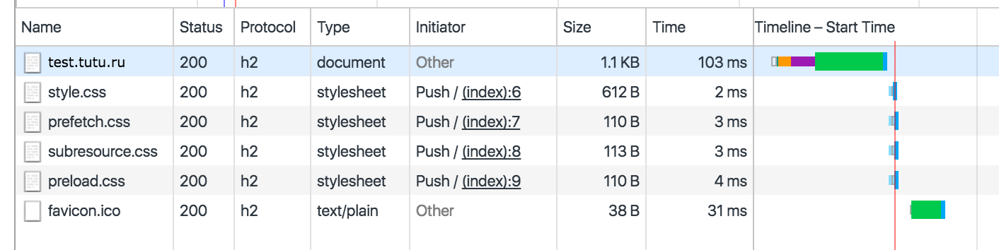 Name Status Protocol Type Initiator Size Time Timeline – Start Time
test.tutu.ru 200 h2 document Other 1.1 KB 103 ms
style.css 200 h2 stylesheet Push / (index):6 612 B 2 ms
prefetch.css 200 h2 stylesheet Push / (index):7 110 B 3 ms
subresource.css 200 h2 stylesheet Push / (index):8 113 B 3 ms
preload.css 200 h2 stylesheet Push / (index):9 110 B 4 ms
favicon.ico 200 h2 text/plain Other 38 B 31 ms